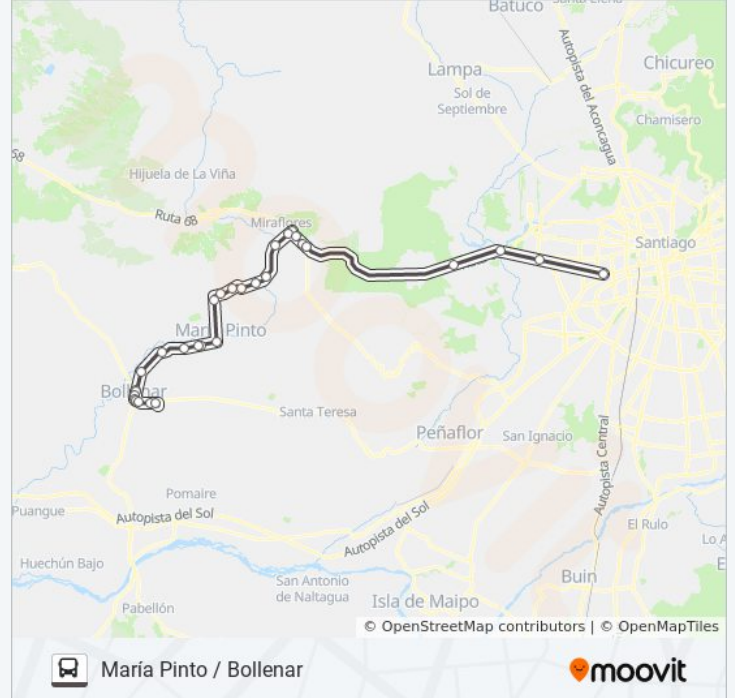 Batuco
Santa Elena
Autopista del Aconcagua
Chicureo
Lampa
Sol de
Septiembre
Chamisero
68
Hijuela de La Viña
Ruta 68
Miraflores
Santiago
María Pinto
Bollenar
Santa Teresa
Peñaflor
San Ignacio
Autopista Central
Pomaire
Puangue
Autopista del Sol
Autopista del Sol
El Rulo
Lo A
Huechún Bajo
E
San Antonio
de Naltagua
Buin
Isla de Maipo
Pabellón
© OpenStreetMap contributors | © OpenMapTiles
María Pinto / Bollenar
moovit